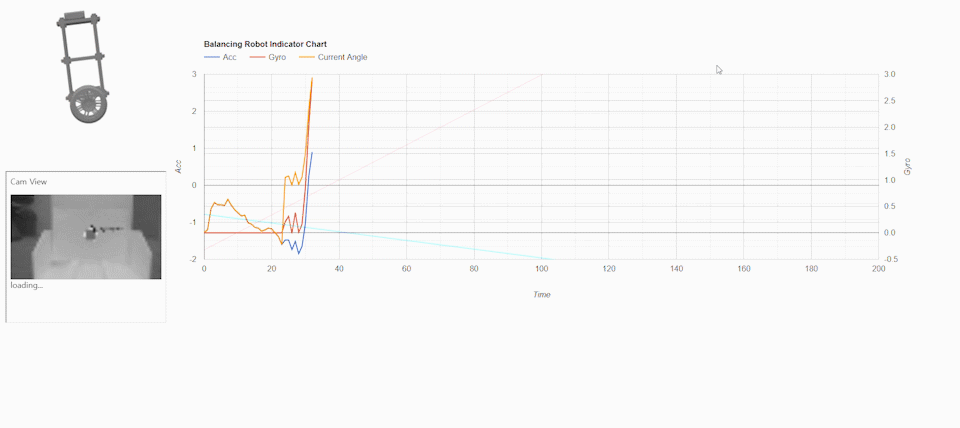 Balancing Robot Indicator Chart
Acc Gyro Current Angle
3 3.0
2.5
2 2.0
1 1.5
Acc Gyro
Cam View
0 1.0
0.5
-1 0.0
-2 -0.5
0 20 40 60 80 100 120 140 160 180 200
loading...
Time